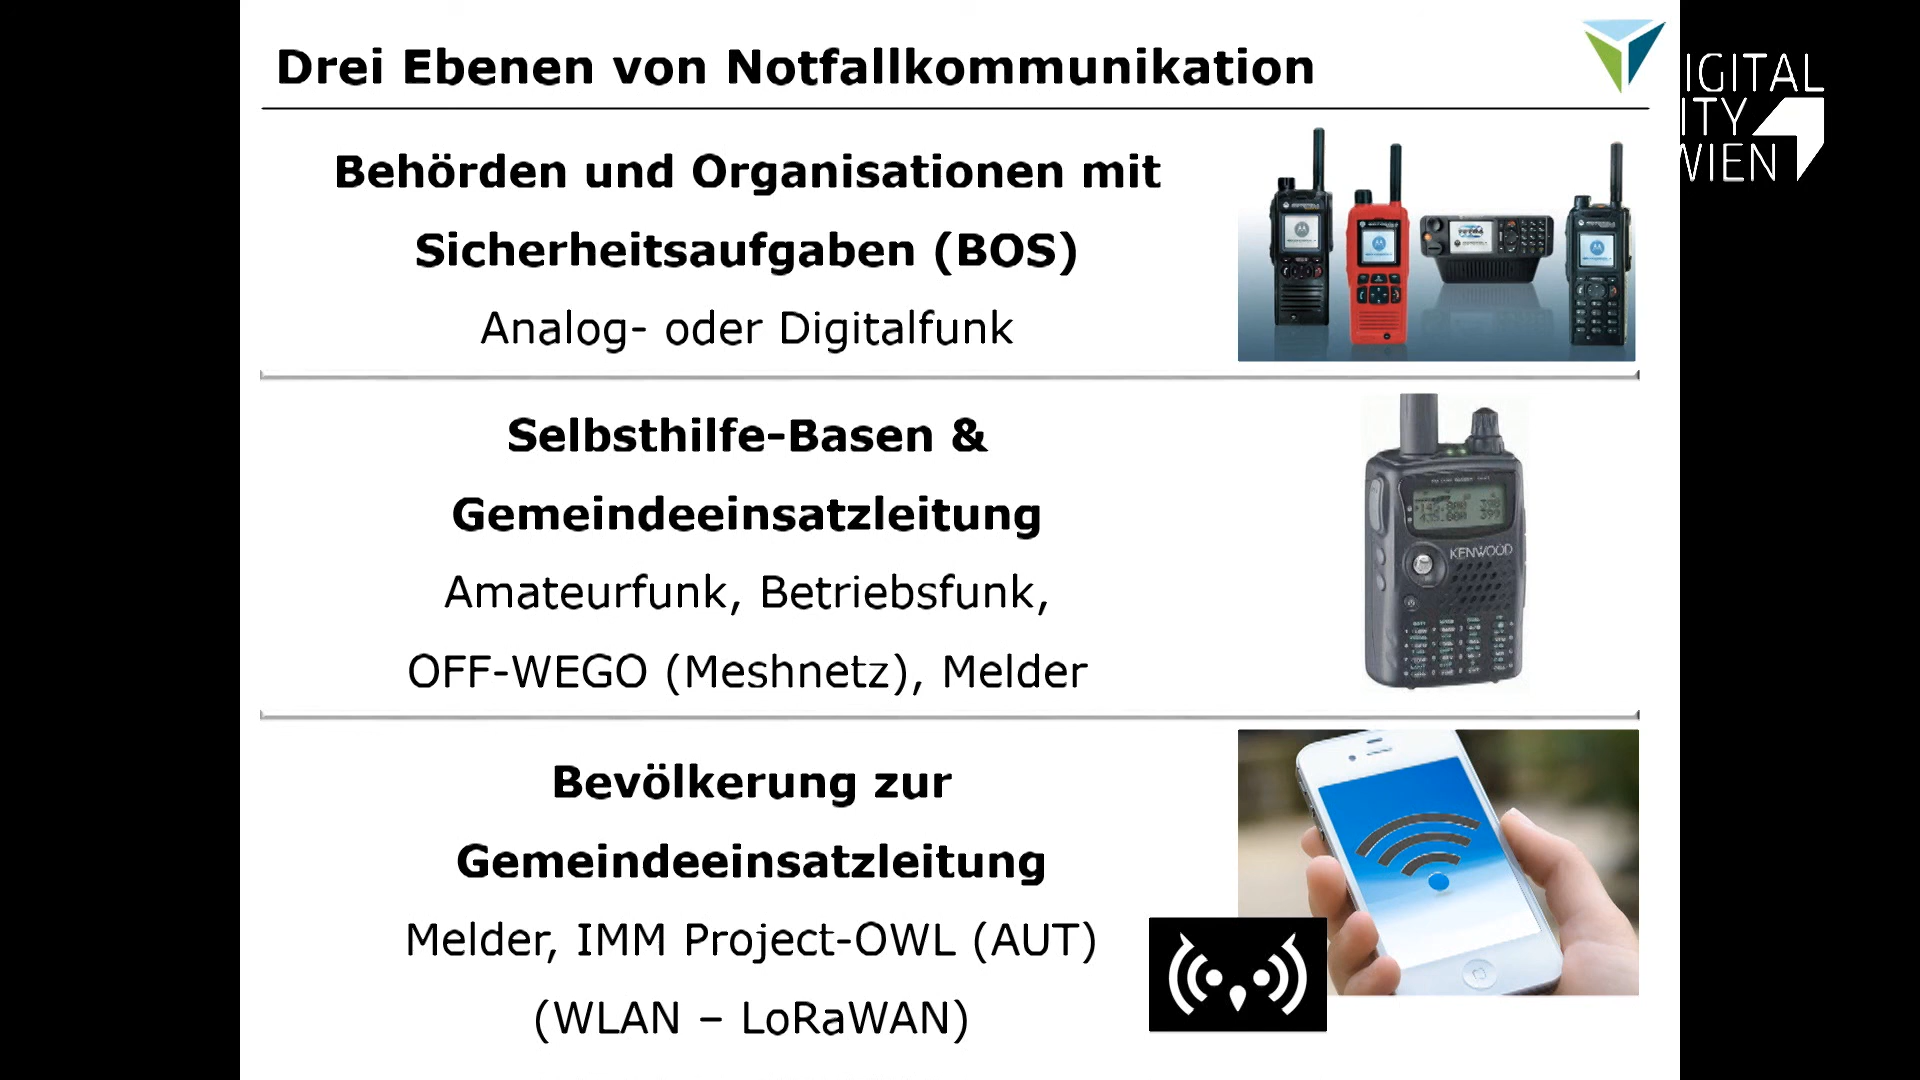 Drei Ebenen von Notfallkommunikation
IGITAL
ITY
WIEN
Behörden und Organisationen mit
Sicherheitsaufgaben (BOS)
Analog- oder Digitalfunk
Selbsthilfe-Basen &
Gemeindeeinsatzleitung
Amateurfunk, Betriebsfunk,
OFF-WEGO (Meshnetz), Melder
KENWOOD
Bevölkerung zur
Gemeindeeinsatzleitung
Melder, IMM Project-OWL (AUT)
(WLAN – LoRaWAN)